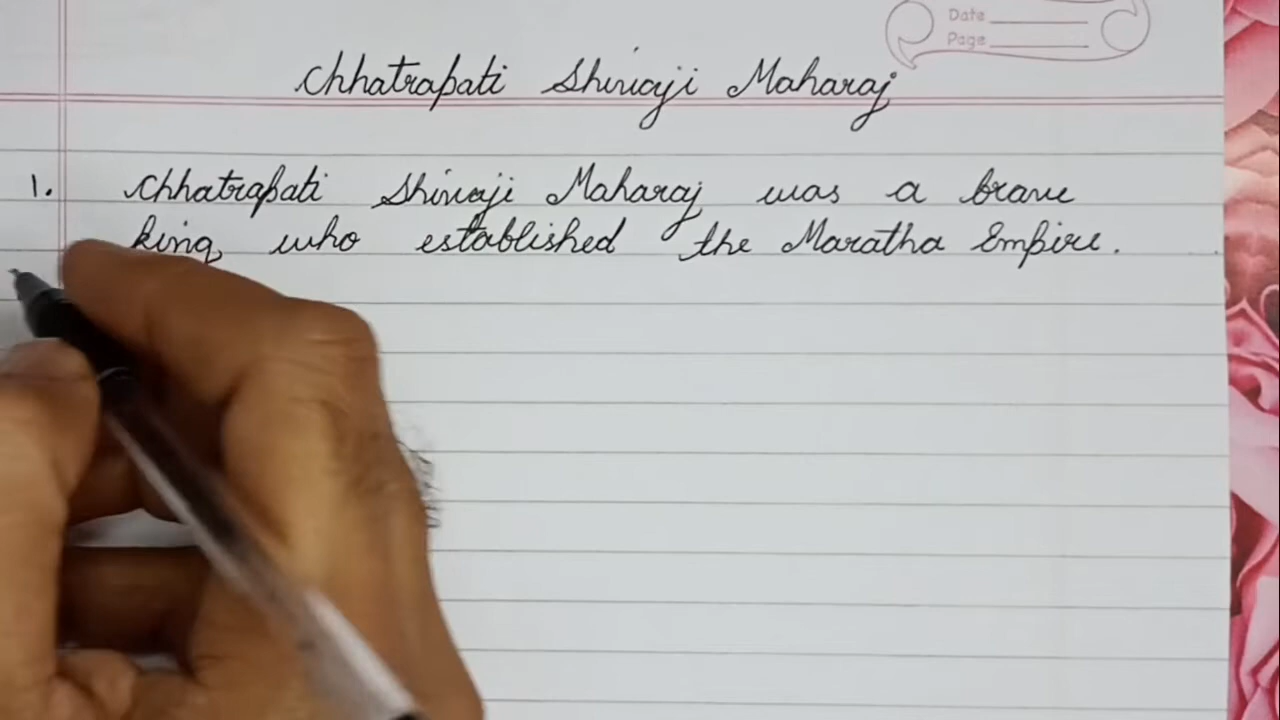 Date
Page
Chhatrapati Shivaji Maharaj
1. Chhatrapati Shivaji Maharaj was a brave
king who established the Maratha Empire.